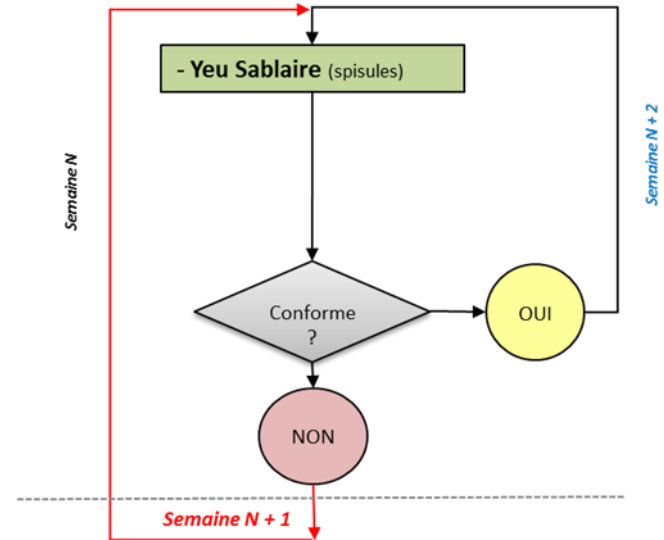 - Yeu Sablaire (spisules)
Semaine N
Semaine N + 2
Conforme
?
OUI
NON
Semaine N + 1